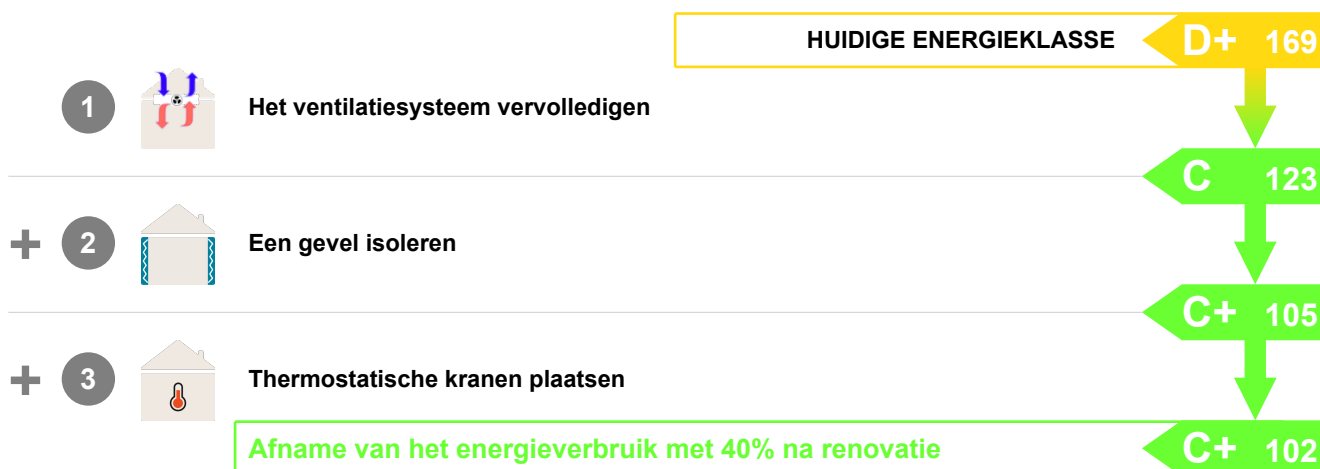 HUIDIGE ENERGIEKLASSE D+ 169
1 Het ventilatiesysteem vervolledigen
C 123
+ 2 Een gevel isoleren
C+ 105
+ 3 Thermostatische kranen plaatsen
Afname van het energieverbruik met 40% na renovatie C+ 102